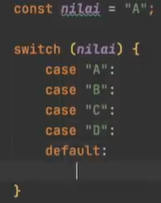 const nilai = "A";
switch (nilai) {
case "A":
case "B":
case "C":
case "D":
default:
}